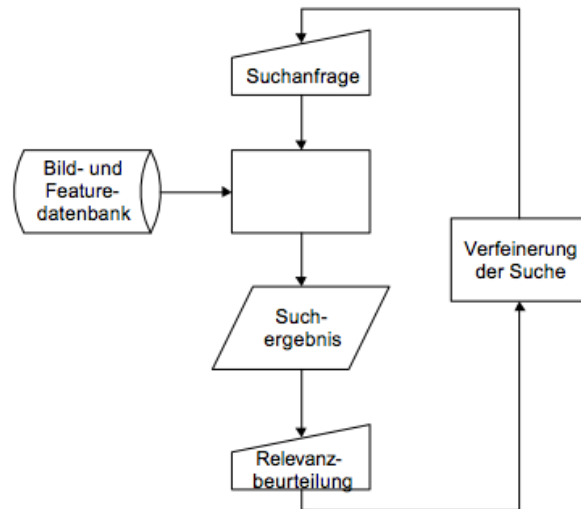 Suchanfrage
Bild- und
Feature-
datenbank
Verfeinerung
der Suche
Such-
ergebnis
Relevanz-
beurteilung